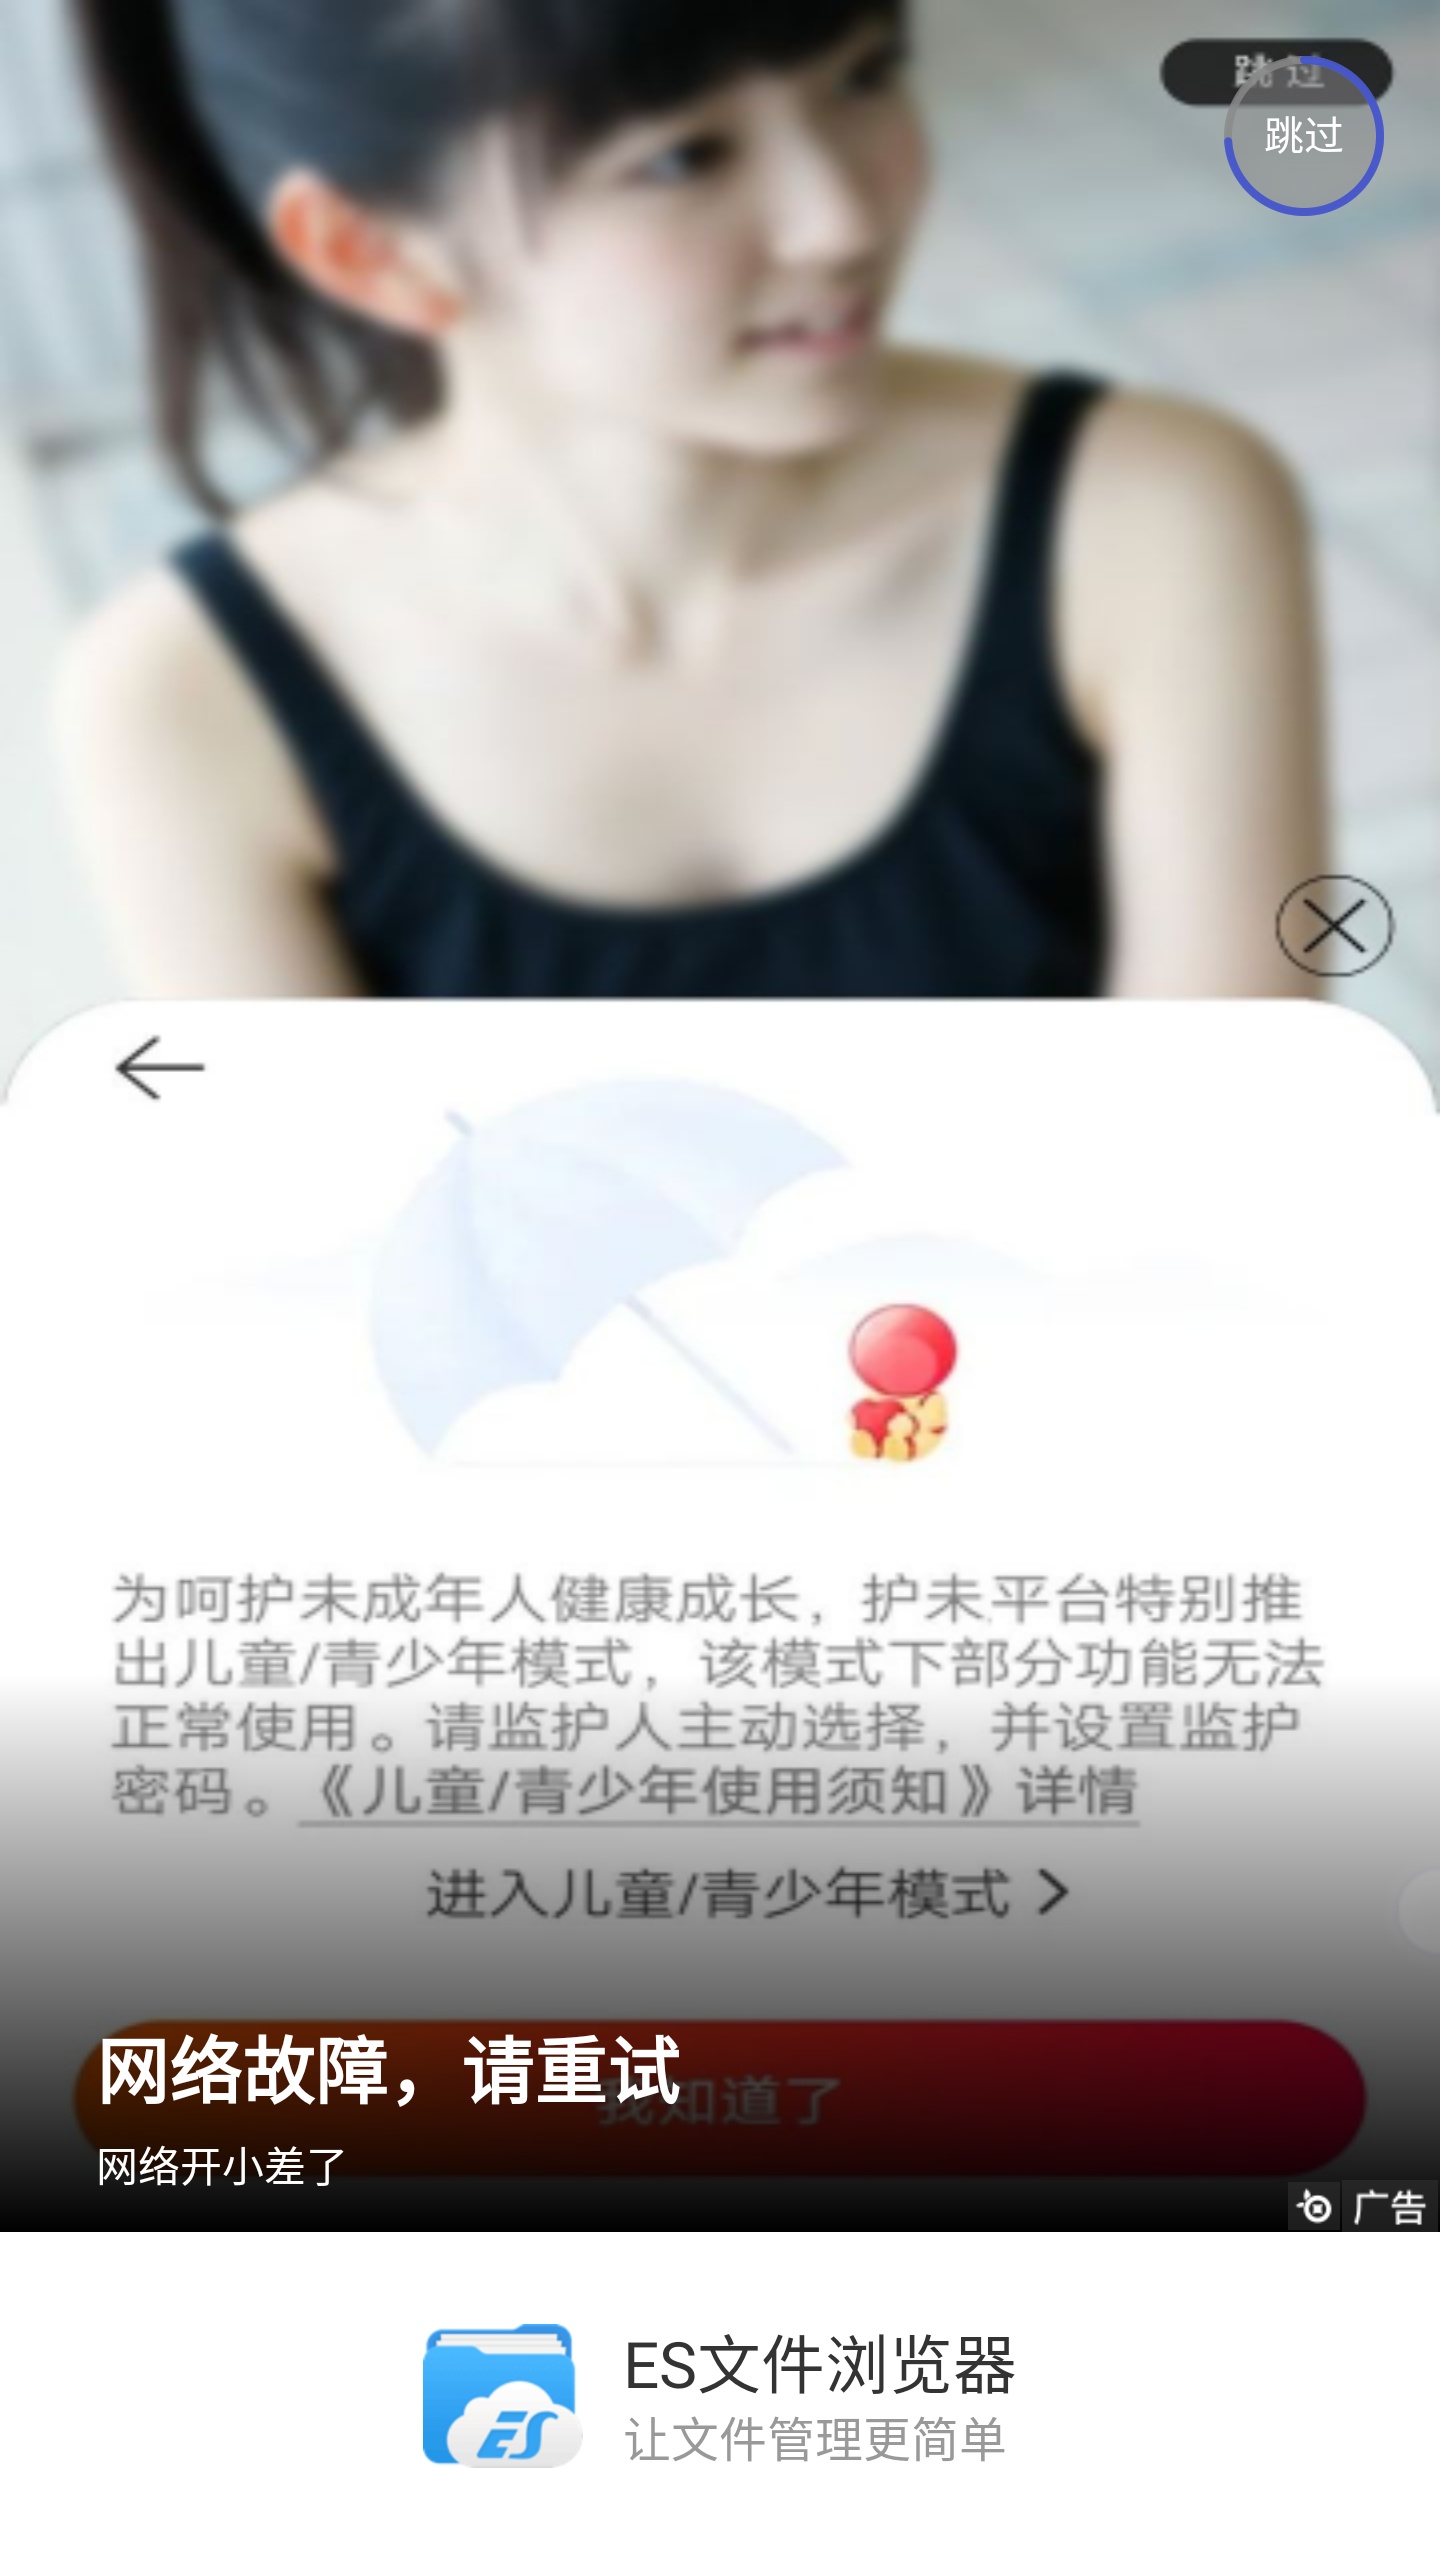 跳过
跳过
为呵护未成年人健康成长，护未平台特别推
出儿童/青少年模式，该模式下部分功能无法
正常使用。请监护人主动选择，并设置监护
密码。《儿童/青少年使用须知》详情
进入儿童/青少年模式 >
我知道了
网络故障，请重试
网络开小差了
广告
ES文件浏览器
ES
让文件管理更简单